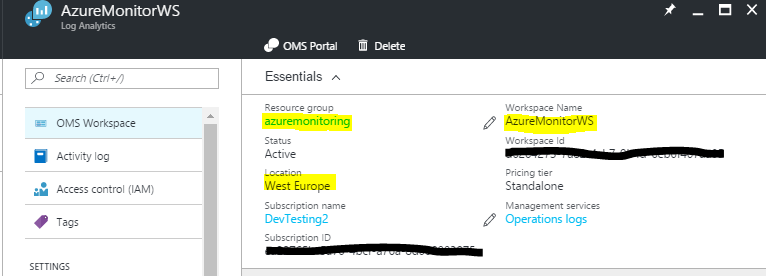 AzureMonitorWS
Log Analytics
OMS Portal
Delete
Search (Ctrl+/)
OMS Workspace
Activity log
Access control (IAM)
Tags
SETTINGS
Essentials
Resource group
azuremonitoring
Status
Active
Location
West Europe
Subscription name
DevTesting2
Subscription ID
Workspace Name
AzureMonitorWS
Workspace Id
Pricing tier
Standalone
Management services
Operations logs